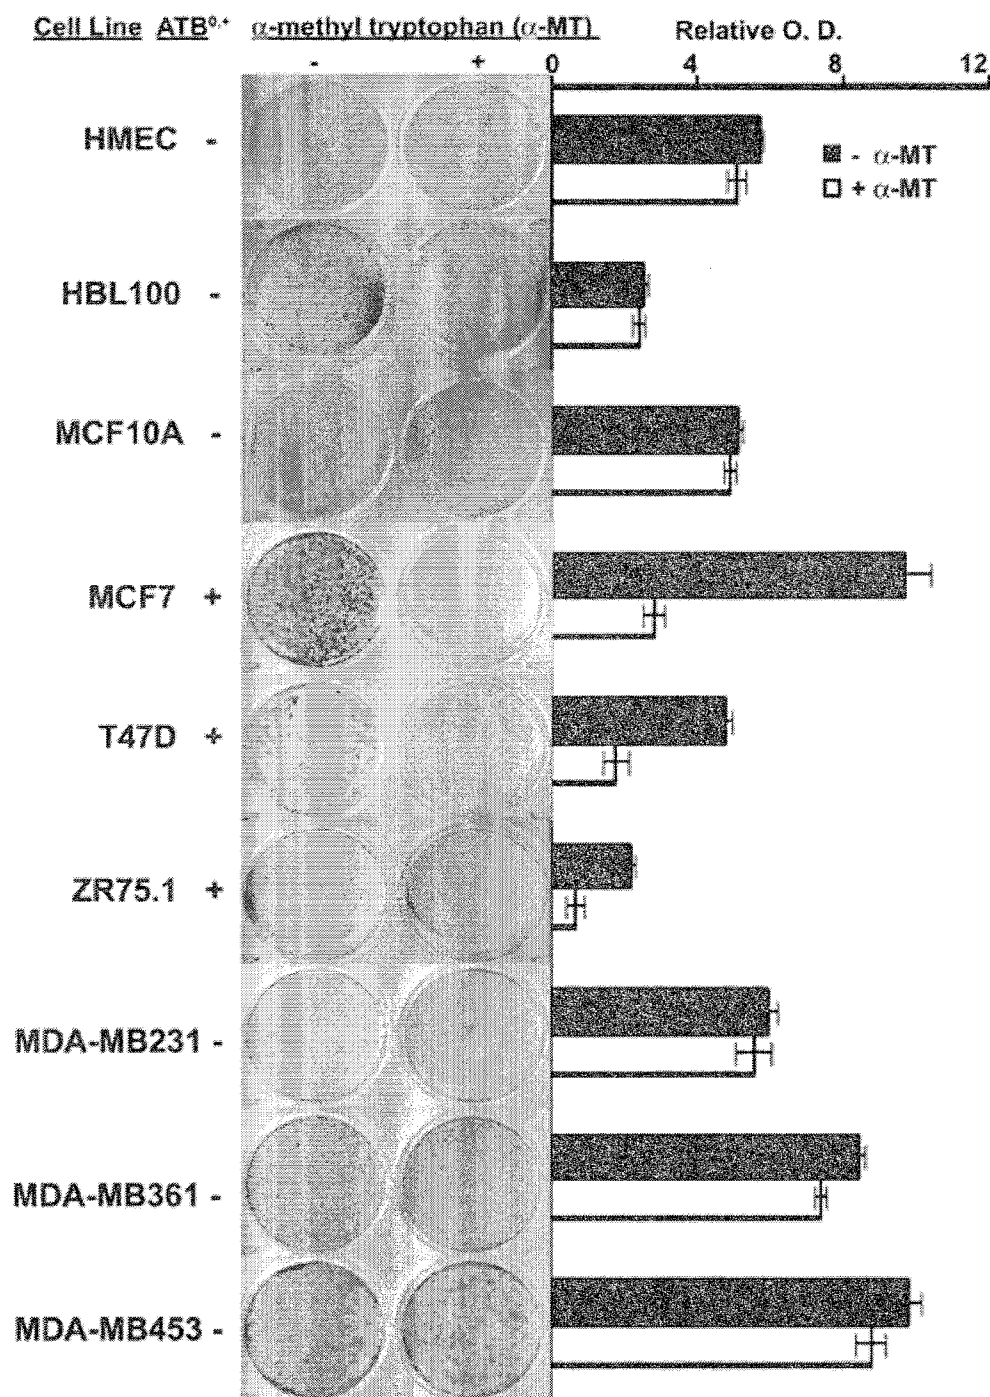 Cell Line ATB⁰,⁺ α-methyl tryptophan (α-MT) Relative O. D.
- + 0 4 8 12
HMEC -
- α-MT
+ α-MT
HBL100 -
MCF10A -
MCF7 +
T47D +
ZR75.1 +
MDA-MB231 -
MDA-MB361 -
MDA-MB453 -